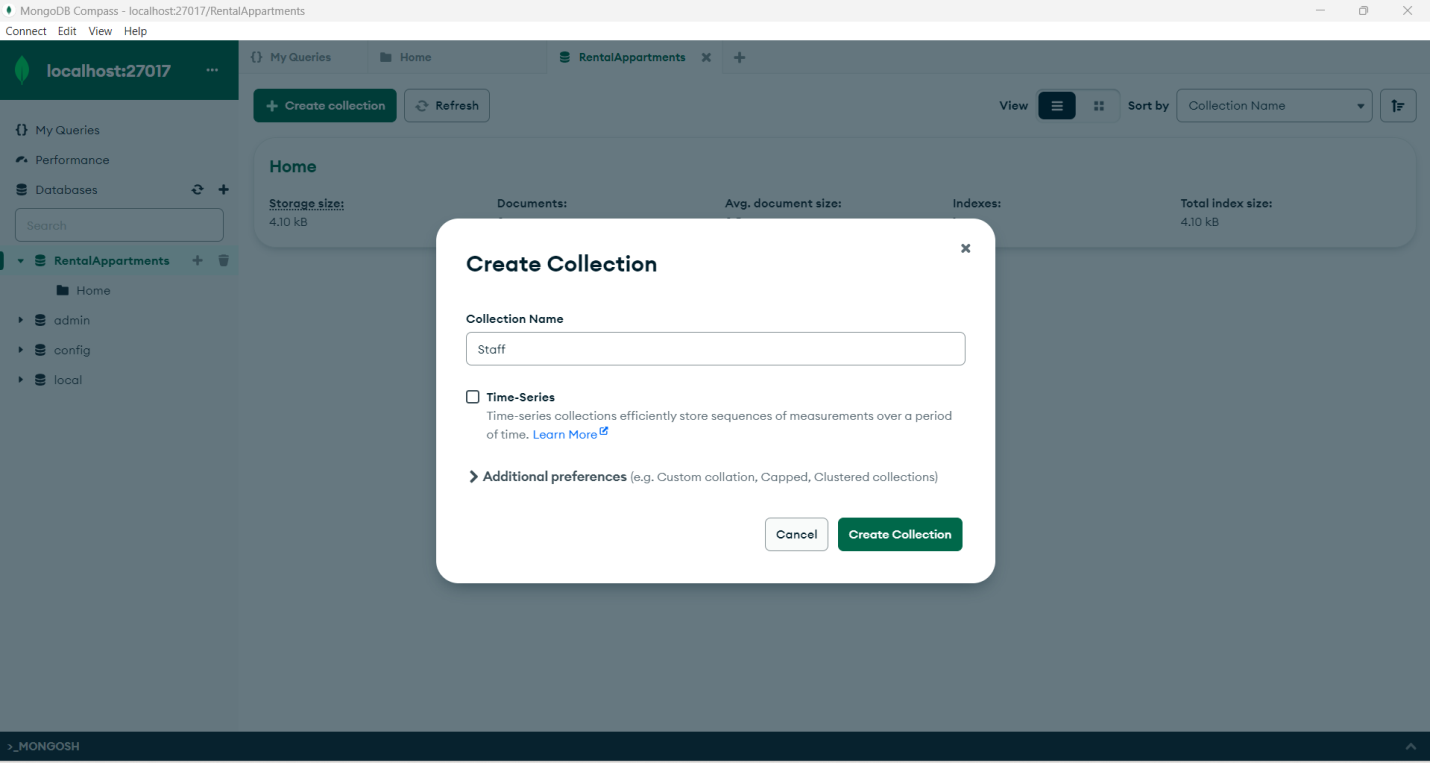 MongoDB Compass - localhost:27017/RentalAppartments
Connect Edit View Help
localhost:27017 ...
{} My Queries
Home
RentalAppartments
Create collection
Refresh
View
Sort by
Collection Name
My Queries
Performance
Databases
Search
RentalAppartments
Home
admin
config
local
Home
Storage size: Documents: Avg. document size: Indexes: Total index size:
4.10 kB 4.10 kB
Create Collection
Collection Name
Staff
Time-Series
Time-series collections efficiently store sequences of measurements over a period
of time. Learn More
Additional preferences (e.g. Custom collation, Capped, Clustered collections)
Cancel Create Collection
>_MONGOSH